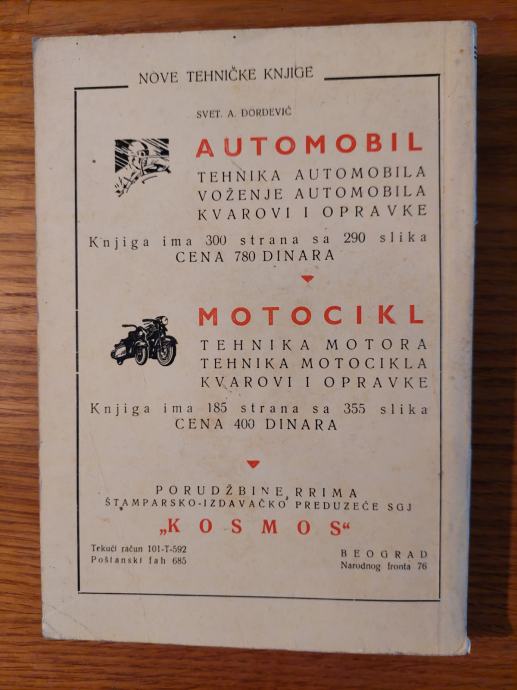 NOVE TEHNIČKE KNJIGE
SVET. A. ĐORĐEVIĆ
AUTOMOBIL
TEHNIKA AUTOMOBILA
VOŽENJE AUTOMOBILA
KVAROVI I OPRAVKE
Knjiga ima 300 strana sa 290 slika
CENA 780 DINARA
MOTOCIKL
TEHNIKA MOTORA
TEHNIKA MOTOCIKLA
KVAROVI I OPRAVKE
Knjiga ima 185 strana sa 355 slika
CENA 400 DINARA
PORUDŽBINE RRIMA
ŠTAMPARSKO-IZDAVAČKO PREDUZEĆE SGJ
„KOSMOS“
Tekući račun 101-T-592
Poštanski fah 685
BEOGRAD
Narodnog fronta 76